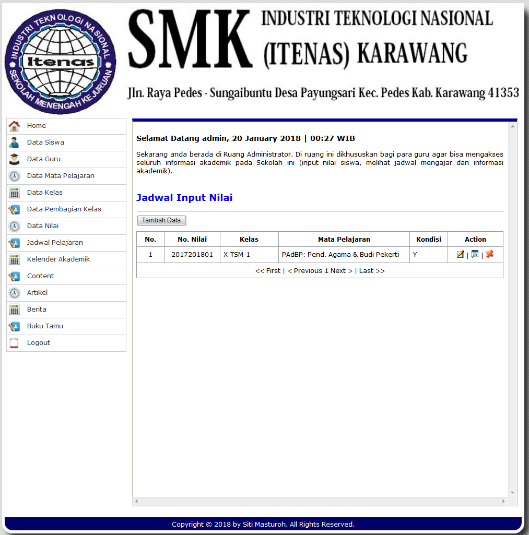 INDUSTRI TEKNOLOGI NASIONAL
Itenas
SEKOLAH MENENGAH KEJURUAN
SMK INDUSTRI TEKNOLOGI NASIONAL
(ITENAS) KARAWANG
Jln. Raya Pedes - Sungaibuntu Desa Payungsari Kec. Pedes Kab. Karawang 41353
Home
Data Siswa
Data Guru
Data Mata Pelajaran
Data Kelas
Data Pembagian Kelas
Data Nilai
Jadwal Pelajaran
Kelender Akademik
Content
Artikel
Berita
Buku Tamu
Logout
Selamat Datang admin, 20 January 2018 | 00:27 WIB
Sekarang anda berada di Ruang Administrator. Di ruang ini dikhususkan bagi para guru agar bisa mengakses
seluruh informasi akademik pada Sekolah ini (input nilai siswa, melihat jadwal mengajar dan informasi
akademik).
Jadwal Input Nilai
Tambah Data
No. No. Nilai Kelas Mata Pelajaran Kondisi Action
1 2017201801 X-TSM-1 PAdBP: Pend. Agama & Budi Pekerti Y | |
<< First | < Previous 1 Next > | Last >>
Copyright © 2018 by Siti Masturoh. All Rights Reserved.